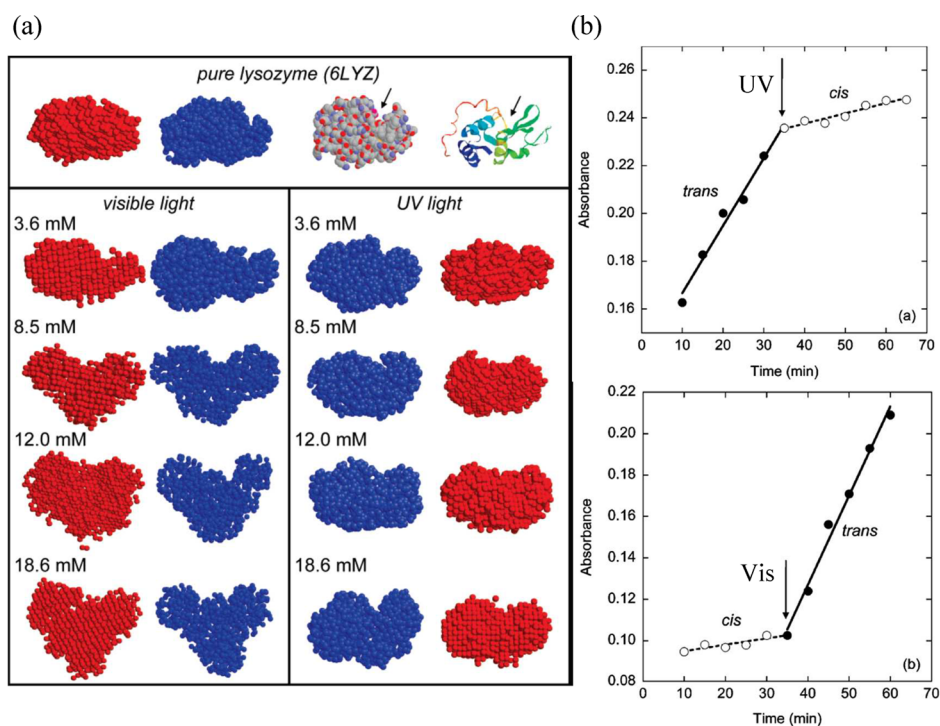 (a)
pure lysozyme (6LYZ)
visible light
3.6 mM
8.5 mM
12.0 mM
18.6 mM
UV light
3.6 mM
8.5 mM
12.0 mM
18.6 mM
(b)
Absorbance
0.26
0.24
0.22
0.20
0.18
0.16
UV
cis
trans
(a)
0 10 20 30 40 50 60 70
Time (min)
Absorbance
0.22
0.20
0.18
0.16
0.14
0.12
0.10
0.08
Vis
cis
trans
(b)
0 10 20 30 40 50 60 70
Time (min)